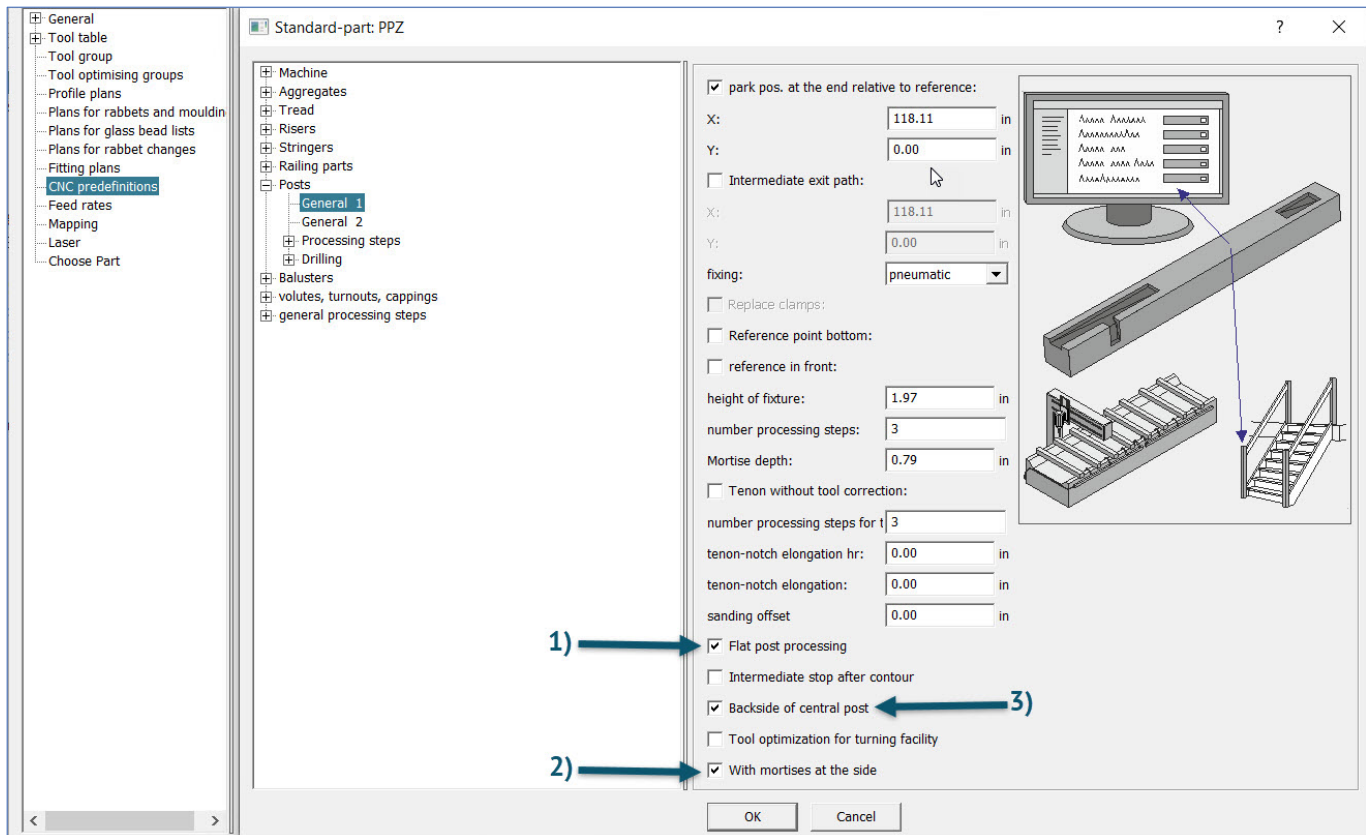 General
Tool table
Tool group
Tool optimising groups
Profile plans
Plans for rabbets and mouldin
Plans for glass bead lists
Plans for rabbet changes
Fitting plans
CNC predefinitions
Feed rates
Mapping
Laser
Choose Part
Standard-part: PPZ
Machine
Aggregates
Tread
Risers
Stringers
Railing parts
Posts
General 1
General 2
Processing steps
Drilling
Balusters
volutes, turnouts, cappings
general processing steps
park pos. at the end relative to reference:
X: 118.11 in
Y: 0.00 in
Intermediate exit path:
X: 118.11 in
Y: 0.00 in
fixing: pneumatic
Replace clamps:
Reference point bottom:
reference in front:
height of fixture: 1.97 in
number processing steps: 3
Mortise depth: 0.79 in
Tenon without tool correction:
number processing steps for t 3
tenon-notch elongation hr: 0.00 in
tenon-notch elongation: 0.00 in
sanding offset 0.00 in
1) Flat post processing
Intermediate stop after contour
Backside of central post 3)
Tool optimization for turning facility
2) With mortises at the side
OK Cancel